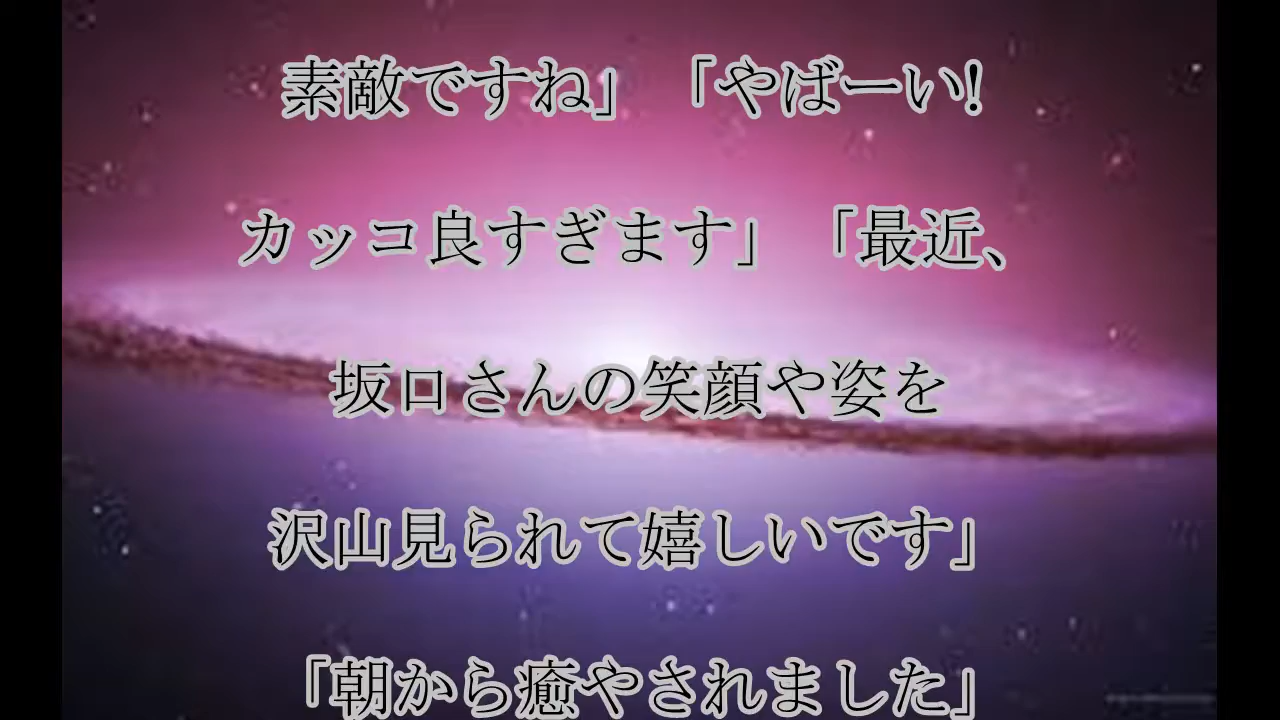 素敵ですね」「やばーい!
カッコ良すぎます」「最近、
坂口さんの笑顔や姿を
沢山見られて嬉しいです」
「朝から癒やされました」